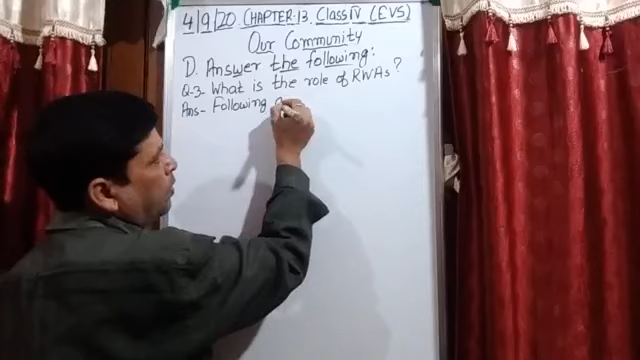 4/9/20 CHAPTER:13. Class IV (EVS)
Our Community
D. Answer the following:
Q-3- What is the role of RWAs?
Ans- Following